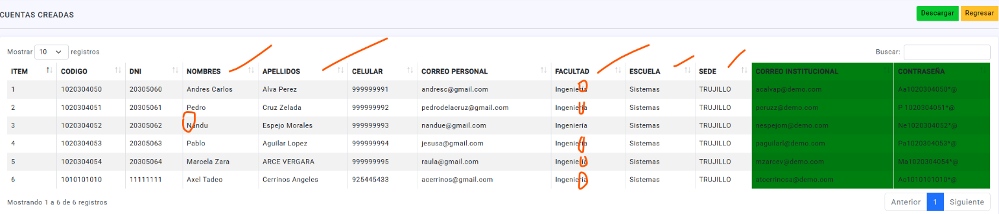 CUENTAS CREADAS
Descargar Regresar
Mostrar 10 registros Buscar:
ITEM CODIGO DNI NOMBRES APELLIDOS CELULAR CORREO PERSONAL FACULTAD ESCUELA SEDE CORREO INSTITUCIONAL CONTRASEÑA
1 1020304050 20305060 Andres Carlos Alva Perez 999999991 andresc@gmail.com Ingeniería Sistemas TRUJILLO acalvap@demo.com Aa1020304050*@
2 1020304051 20305061 Pedro Cruz Zelada 999999992 pedrodelacruz@gmail.com Ingeniería Sistemas TRUJILLO pcruzz@demo.com P 1020304051*@
3 1020304052 20305062 Nandu Espejo Morales 999999993 nandue@gmail.com Ingeniería Sistemas TRUJILLO nespejom@demo.com Ne1020304052*@
4 1020304053 20305063 Pablo Aguilar Lopez 999999994 jesusa@gmail.com Ingeniería Sistemas TRUJILLO paguilarl@demo.com Pa1020304053*@
5 1020304054 20305064 Marcela Zara ARCE VERGARA 999999995 raula@gmail.com Ingeniería Sistemas TRUJILLO mzarcev@demo.com Ma1020304054*@
6 1010101010 11111111 Axel Tadeo Cerrinos Angeles 925445433 acerrinos@gmail.com Ingeniería Sistemas TRUJILLO atcerrinosa@demo.com Ac1010101010*@
Mostrando 1 a 6 de 6 registros Anterior 1 Siguiente